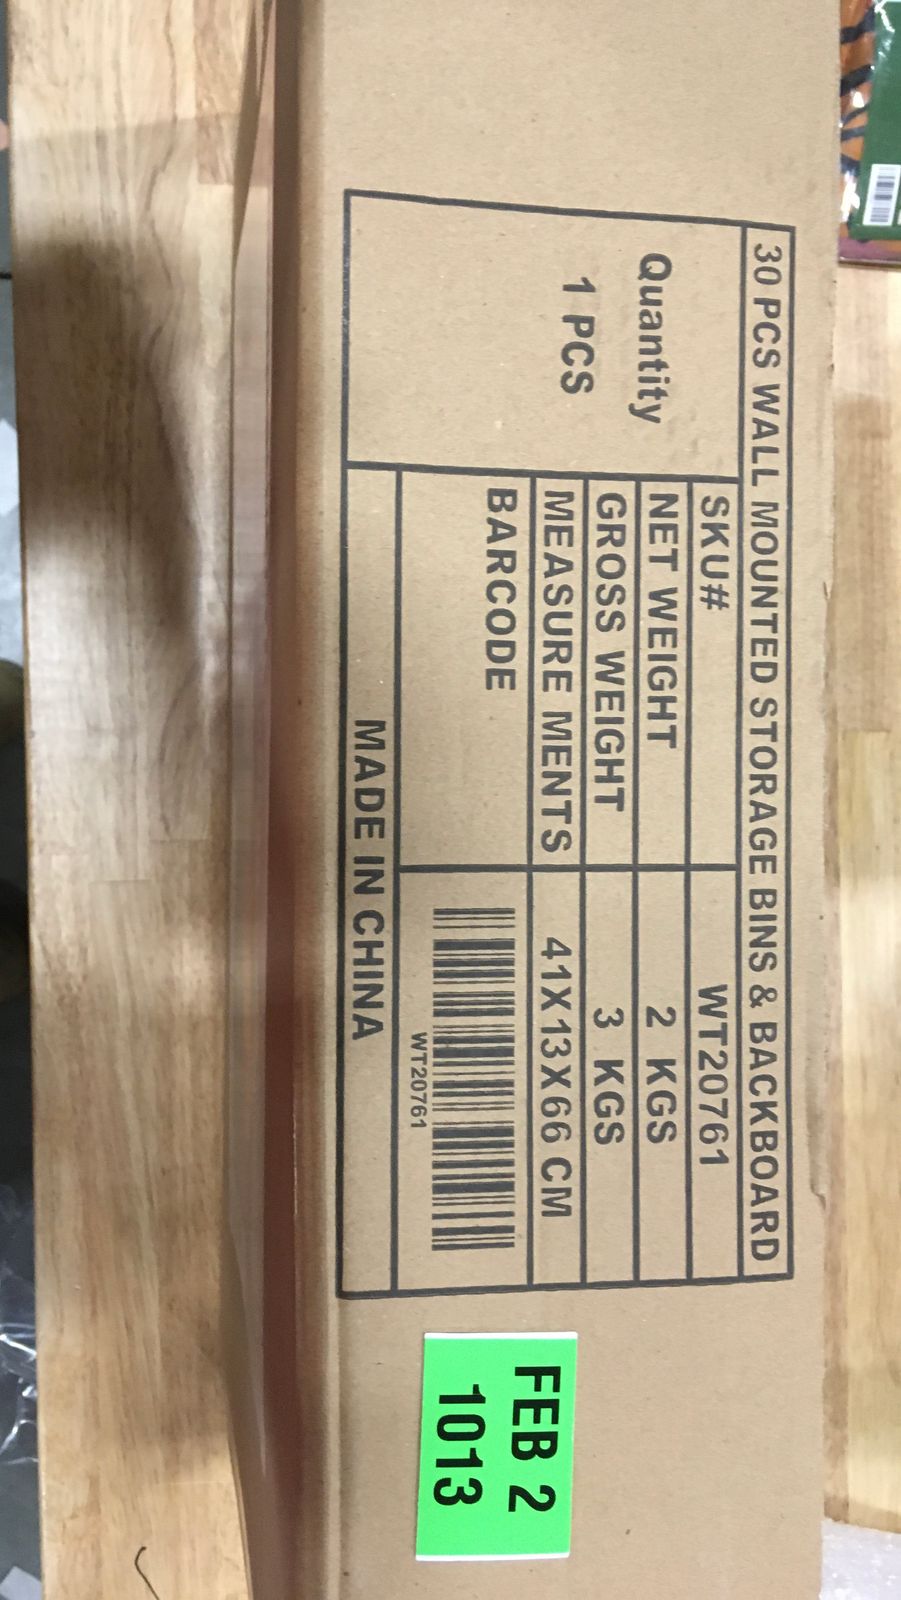 30 PCS WALL MOUNTED STORAGE BINS & BACKBOARD
Quantity
1 PCS
SKU# WT20761
NET WEIGHT 2 KGS
GROSS WEIGHT 3 KGS
MEASURE MENTS 41X13X66 CM
BARCODE
WT20761
MADE IN CHINA
FEB 2
1013